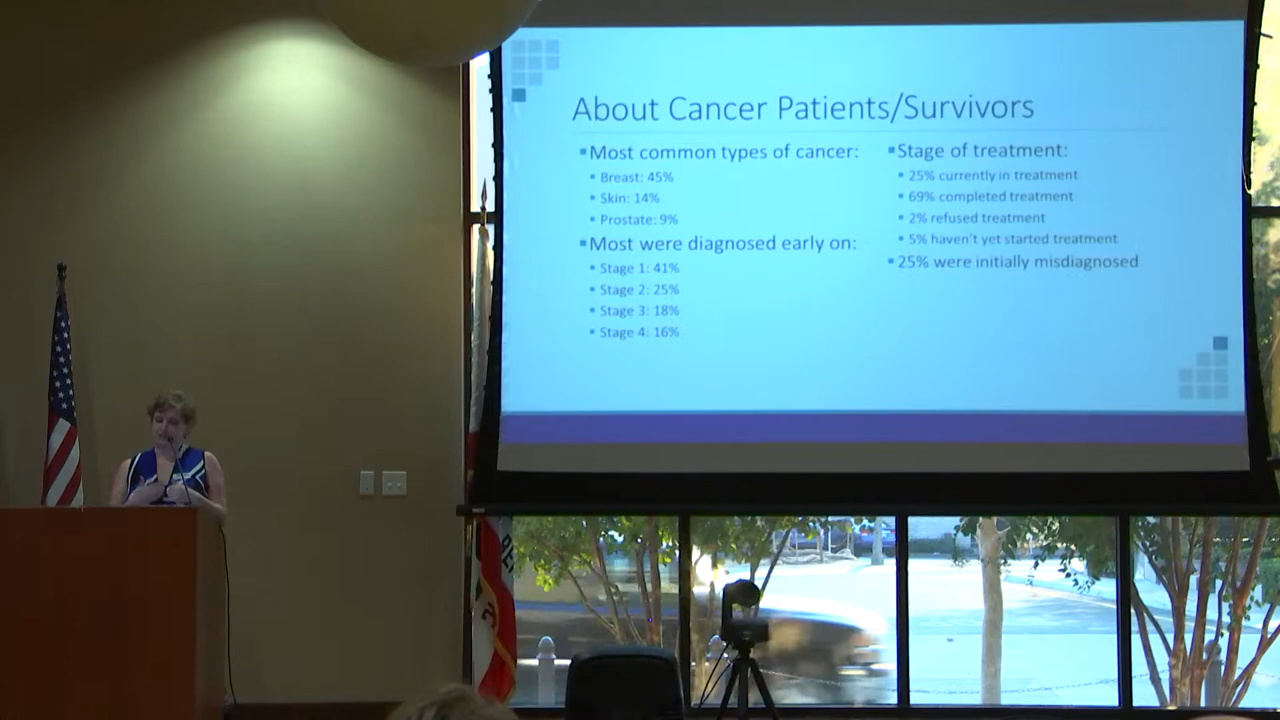 About Cancer Patients/Survivors
▪Most common types of cancer:
▪ Breast: 45%
▪ Skin: 14%
▪ Prostate: 9%
▪Most were diagnosed early on:
▪ Stage 1: 41%
▪ Stage 2: 25%
▪ Stage 3: 18%
▪ Stage 4: 16%
▪Stage of treatment:
▪ 25% currently in treatment
▪ 69% completed treatment
▪ 2% refused treatment
▪ 5% haven't yet started treatment
▪25% were initially misdiagnosed